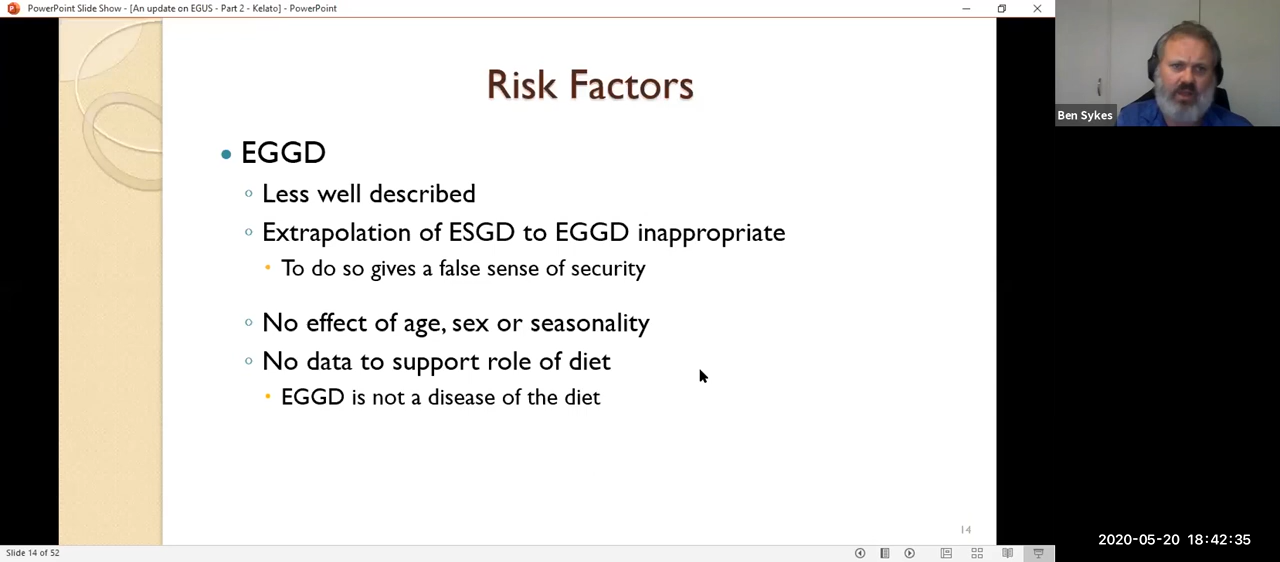 PowerPoint Slide Show - [An update on EGUS - Part 2 - Kelato] - PowerPoint
Risk Factors
EGGD
Less well described
Extrapolation of ESGD to EGGD inappropriate
To do so gives a false sense of security
No effect of age, sex or seasonality
No data to support role of diet
EGGD is not a disease of the diet
14
Slide 14 of 52
Ben Sykes
2020-05-20 18:42:35